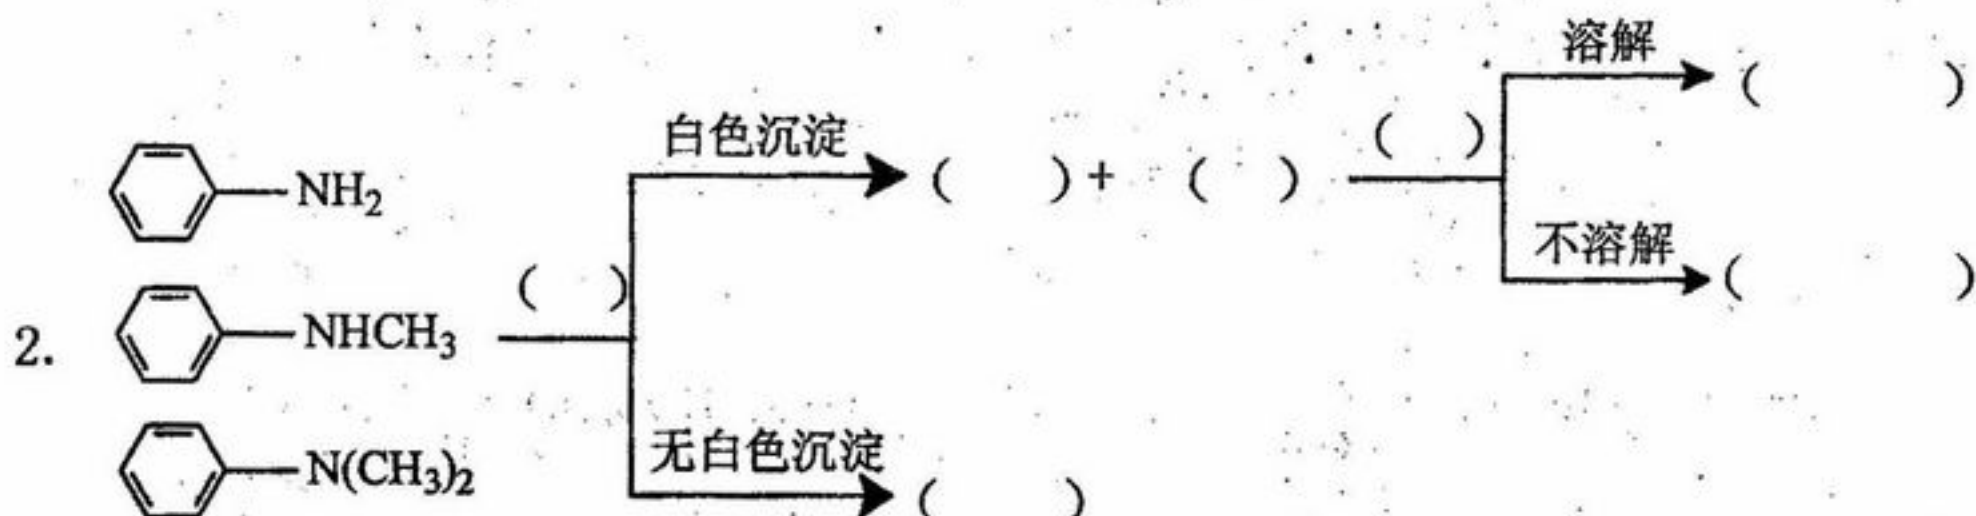 2.
NH₂
NHCH₃
N(CH₃)₂
( )
白色沉淀
( ) + ( )
( )
溶解
( )
不溶解
( )
无白色沉淀
( )